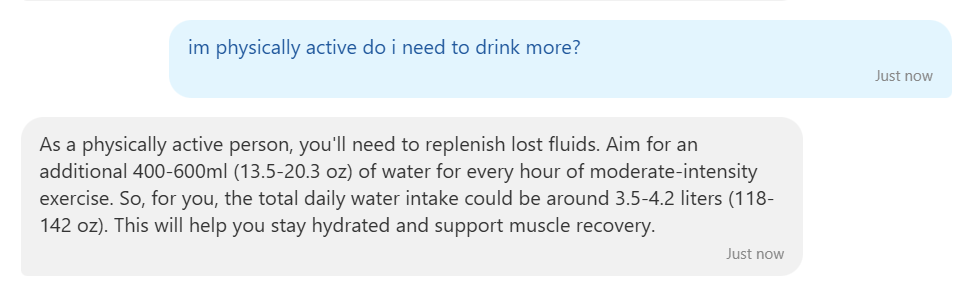 im physically active do i need to drink more?
Just now
As a physically active person, you'll need to replenish lost fluids. Aim for an
additional 400-600ml (13.5-20.3 oz) of water for every hour of moderate-intensity
exercise. So, for you, the total daily water intake could be around 3.5-4.2 liters (118-
142 oz). This will help you stay hydrated and support muscle recovery.
Just now